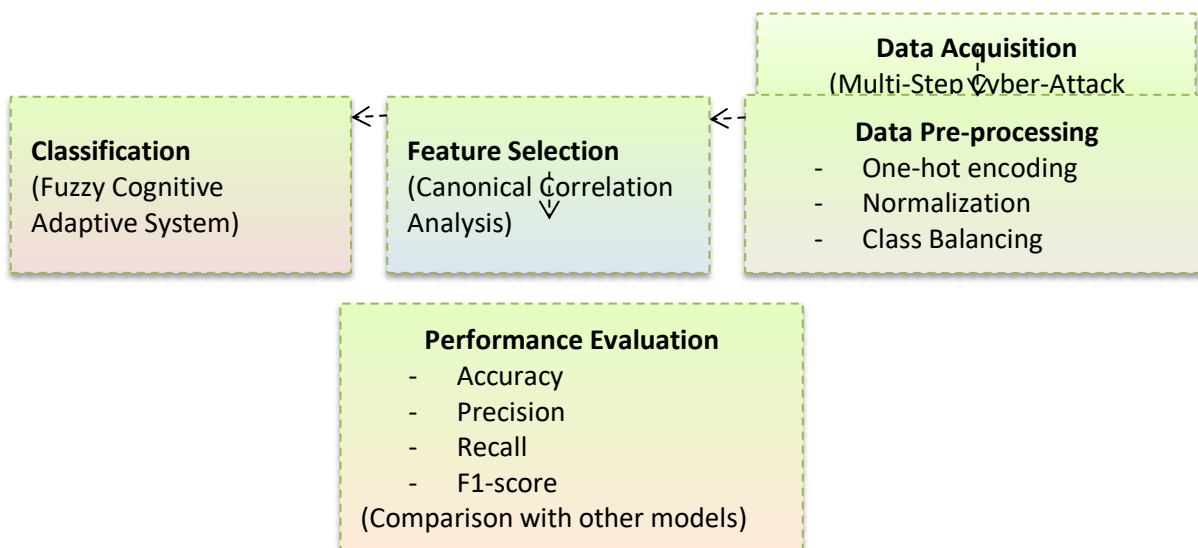 Data Acquisition
(Multi-Step Cyber-Attack
Data Pre-processing
- One-hot encoding
- Normalization
- Class Balancing
Feature Selection
(Canonical Correlation
Analysis)
Classification
(Fuzzy Cognitive
Adaptive System)
Performance Evaluation
- Accuracy
- Precision
- Recall
- F1-score
(Comparison with other models)